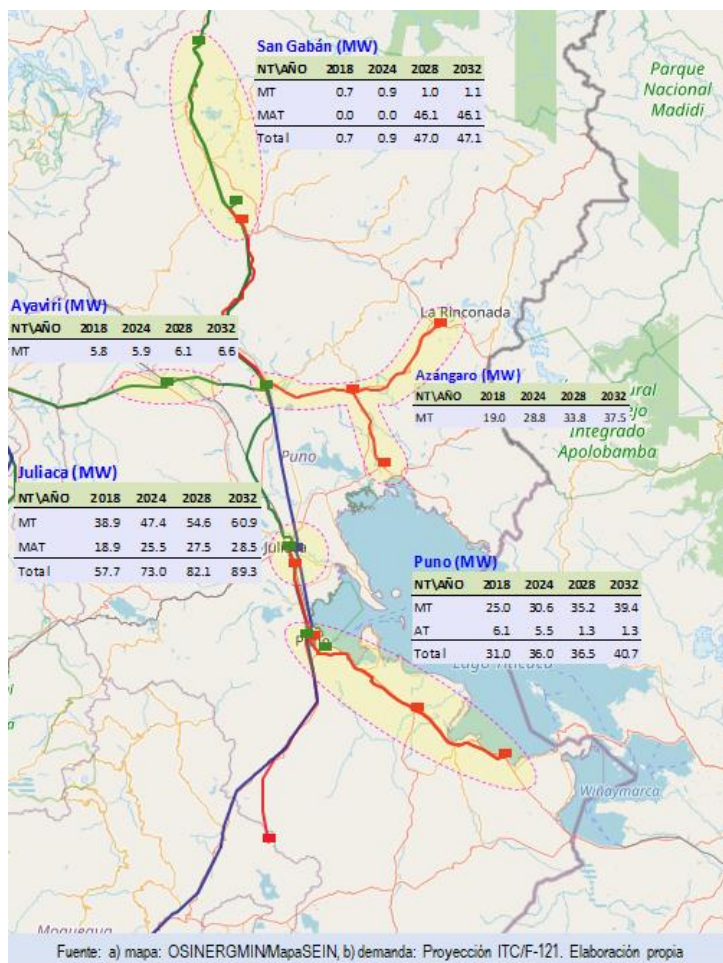 San Gabán (MW)
NT\AÑO 2018 2024 2028 2032
MT 0.7 0.9 1.0 1.1
MAT 0.0 0.0 46.1 46.1
Total 0.7 0.9 47.0 47.1
Parque
Nacional
Madidi
Ayaviri (MW)
NT\AÑO 2018 2024 2028 2032
MT 5.8 5.9 6.1 6.6
La Rinconada
Azángaro (MW)
NT\AÑO 2018 2024 2028 2032
MT 19.0 28.8 33.8 37.5
Integrado
Apolobamba
Puno
Juliaca (MW)
NT\AÑO 2018 2024 2028 2032
MT 38.9 47.4 54.6 60.9
MAT 18.9 25.5 27.5 28.5
Total 57.7 73.0 82.1 89.3
Puno (MW)
NT\AÑO 2018 2024 2028 2032
MT 25.0 30.6 35.2 39.4
AT 6.1 5.5 1.3 1.3
Total 31.0 36.0 36.5 40.7
Lago Titicaca
Wiñaymarca
Moquegua
Fuente: a) mapa: OSINERGMIN/MapaSEIN, b) demanda: Proyección ITC/F-121. Elaboración propia